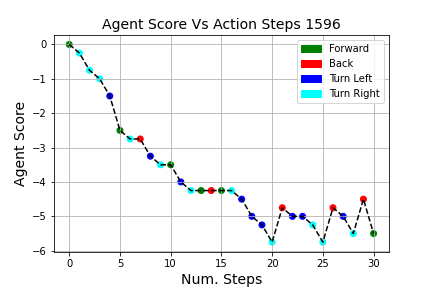 Agent Score Vs Action Steps 1596
Forward
Back
Turn Left
Turn Right
Agent Score
0
−1
−2
−3
−4
−5
−6
0 5 10 15 20 25 30
Num. Steps